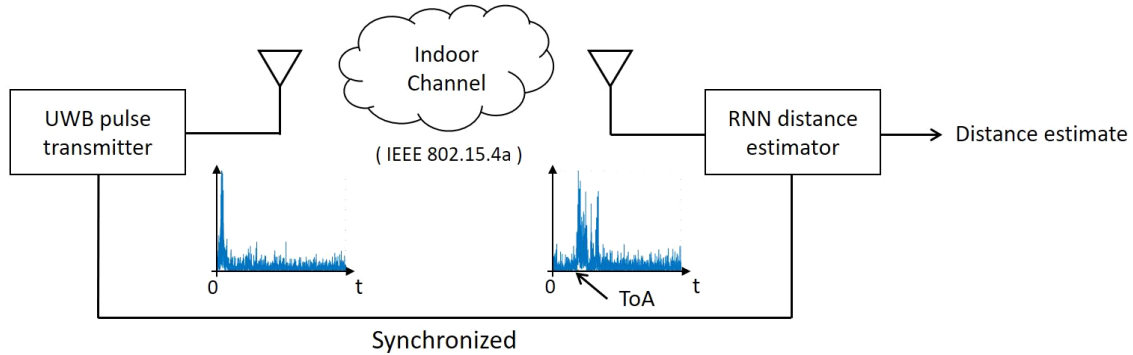 Indoor
Channel
UWB pulse
transmitter
RNN distance
estimator
Distance estimate
( IEEE 802.15.4a )
0
t
0
t
ToA
Synchronized